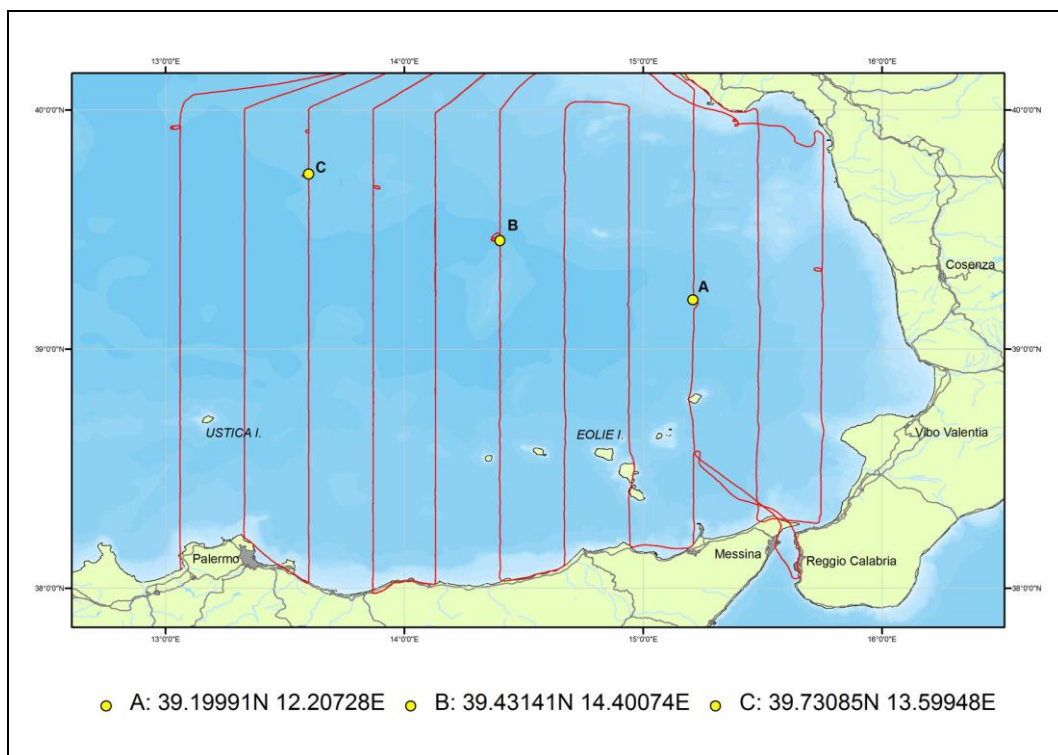 13°0'0"E 14°0'0"E 15°0'0"E 16°0'0"E
40°0'0"N 40°0'0"N
C
B
A
Cosenza
39°0'0"N 39°0'0"N
USTICA I. EOLIE I. Vibo Valentia
Palermo Messina Reggio Calabria
38°0'0"N 38°0'0"N
13°0'0"E 14°0'0"E 15°0'0"E 16°0'0"E
A: 39.19991N 12.20728E B: 39.43141N 14.40074E C: 39.73085N 13.59948E